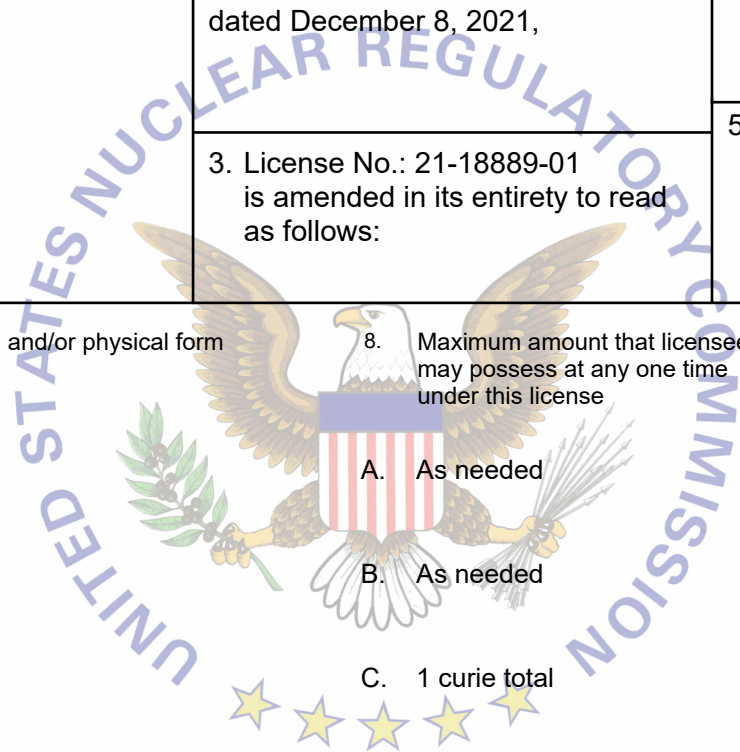 dated December 8, 2021,
5
3. License No.: 21-18889-01
is amended in its entirety to read
as follows:
and/or physical form
8. Maximum amount that licensee
may possess at any one time
under this license
A. As needed
B. As needed
C. 1 curie total
UNITED STATES NUCLEAR REGULATORY COMMISSION